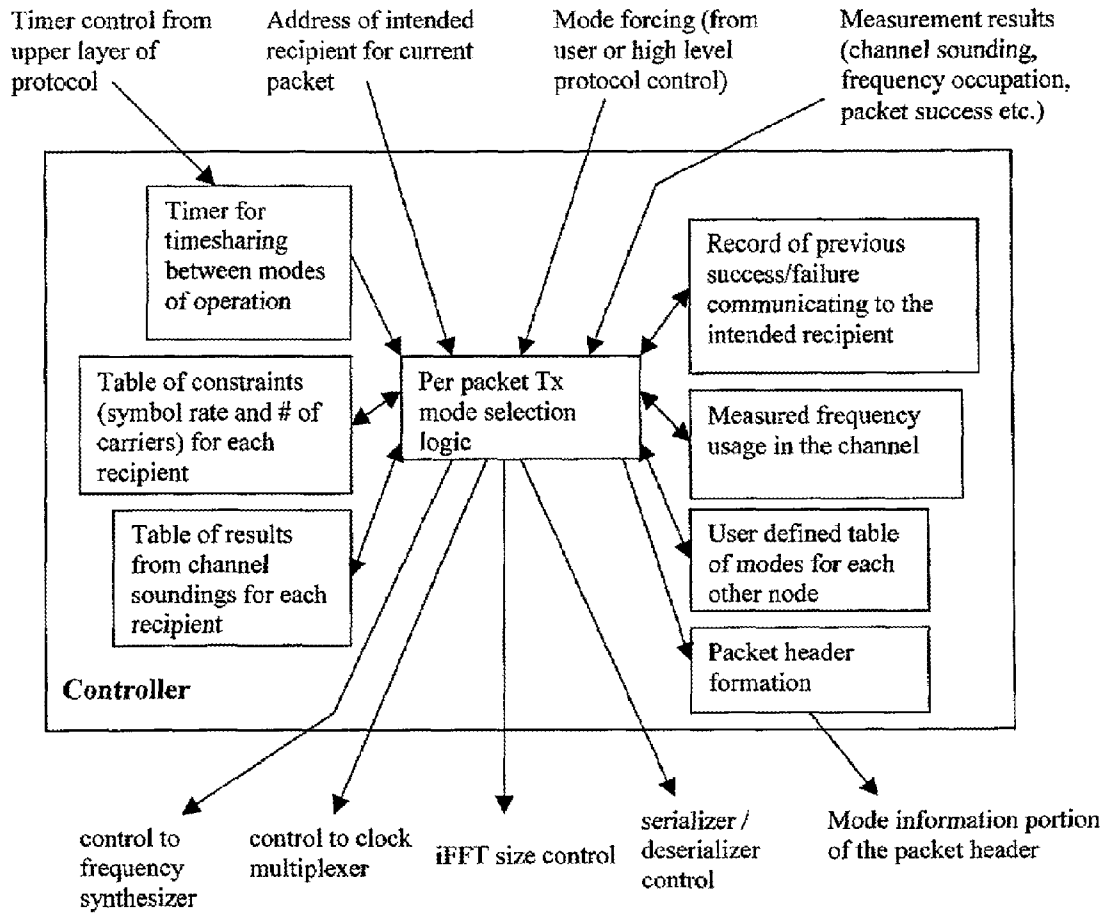 Timer control from
upper layer of
protocol
Address of intended
recipient for current
packet
Mode forcing (from
user or high level
protocol control)
Measurement results
(channel sounding,
frequency occupation,
packet success etc.)
Timer for
timesharing
between modes
of operation
Record of previous
success/failure
communicating to the
intended recipient
Table of constraints
(symbol rate and # of
carriers) for each
recipient
Per packet Tx
mode selection
logic
Measured frequency
usage in the channel
Table of results
from channel
soundings for each
recipient
User defined table
of modes for each
other node
Packet header
formation
Controller
control to
frequency
synthesizer
control to clock
multiplexer
iFFT size control
serializer /
deserializer
control
Mode information portion
of the packet header